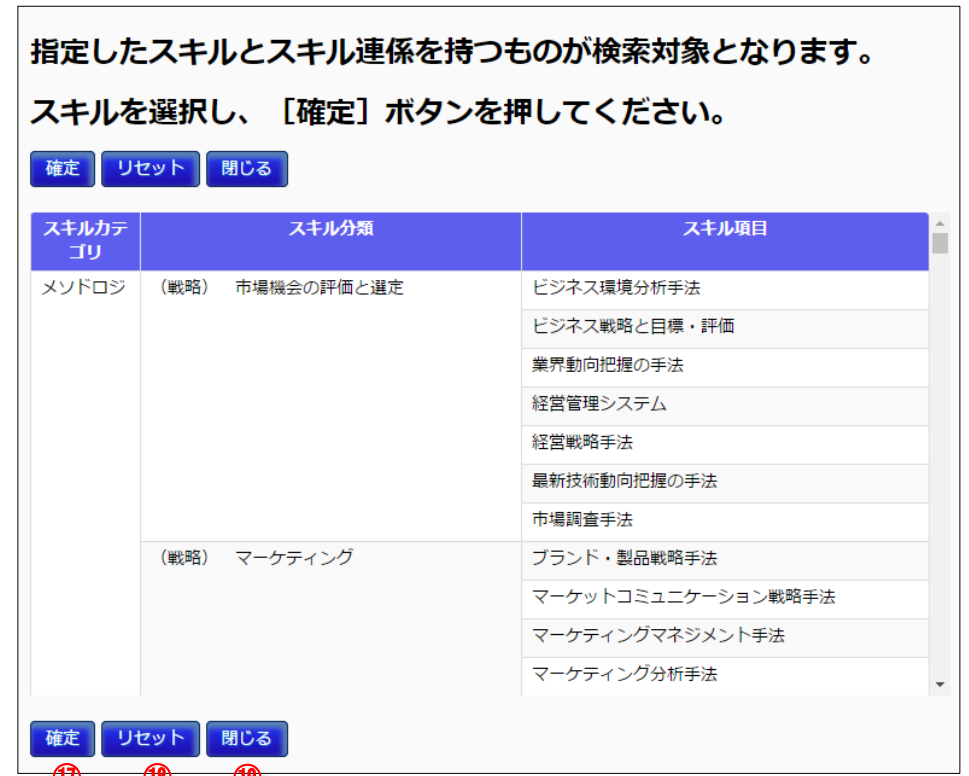 指定したスキルとスキル連係を持つものが検索対象となります。
スキルを選択し、［確定］ボタンを押してください。
確定 リセット 閉じる
スキルカテ
ゴリ
スキル分類
スキル項目
メソドロジ
（戦略） 市場機会の評価と選定
ビジネス環境分析手法
ビジネス戦略と目標・評価
業界動向把握の手法
経営管理システム
経営戦略手法
最新技術動向把握の手法
市場調査手法
（戦略） マーケティング
ブランド・製品戦略手法
マーケットコミュニケーション戦略手法
マーケティングマネジメント手法
マーケティング分析手法
確定 リセット 閉じる